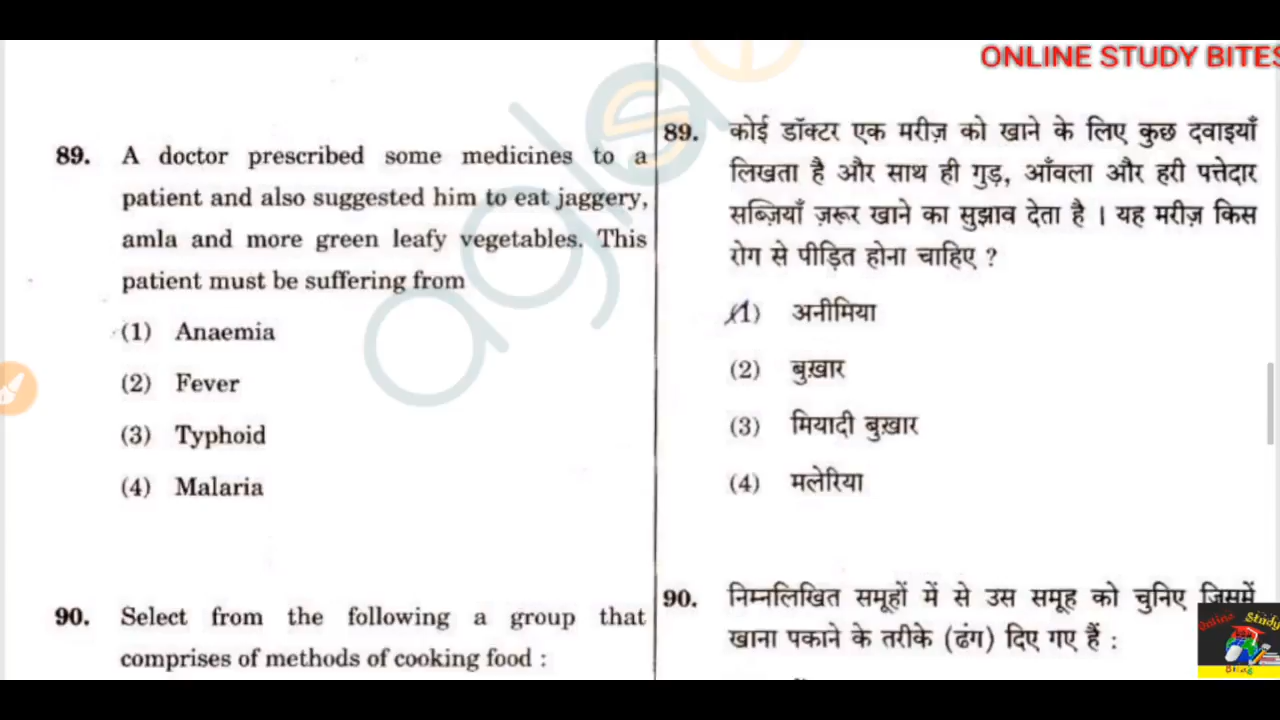 ONLINE STUDY BITES
89. A doctor prescribed some medicines to a
patient and also suggested him to eat jaggery,
amla and more green leafy vegetables. This
patient must be suffering from
(1) Anaemia
(2) Fever
(3) Typhoid
(4) Malaria
90. Select from the following a group that
comprises of methods of cooking food :
89. कोई डॉक्टर एक मरीज़ को खाने के लिए कुछ दवाइयाँ
लिखता है और साथ ही गुड़, आँवला और हरी पत्तेदार
सब्ज़ियाँ ज़रूर खाने का सुझाव देता है । यह मरीज़ किस
रोग से पीड़ित होना चाहिए ?
(1) अनीमिया
(2) बुख़ार
(3) मियादी बुख़ार
(4) मलेरिया
90. निम्नलिखित समूहों में से उस समूह को चुनिए जिसमें
खाना पकाने के तरीके (ढंग) दिए गए हैं :
Online Study
Bites